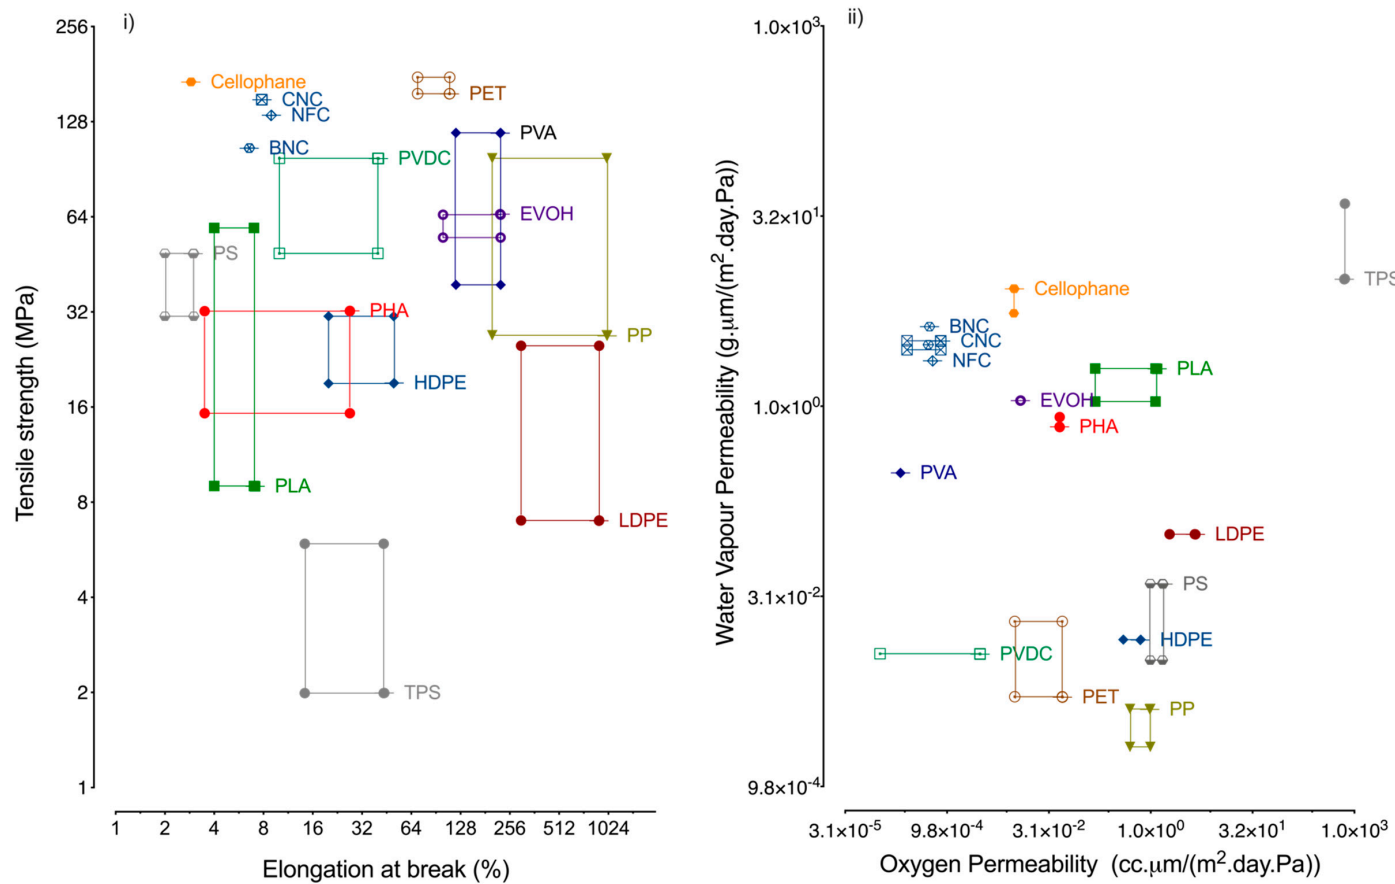 i)
256
128
64
32
16
8
4
2
1
Tensile strength (MPa)
Cellophane
CNC
NFC
BNC
PET
PVA
PVDC
EVOH
PS
PHA
PP
HDPE
PLA
LDPE
TPS
1 2 4 8 16 32 64 128 256 512 1024
Elongation at break (%)
ii)
1.0×10³
3.2×10¹
1.0×10⁰
3.1×10⁻²
9.8×10⁻⁴
Water Vapour Permeability (g.μm/(m².day.Pa))
TPS
Cellophane
BNC
CNC
NFC
PLA
EVOH
PHA
PVA
LDPE
PS
HDPE
PVDC
PET
PP
3.1×10⁻⁵ 9.8×10⁻⁴ 3.1×10⁻² 1.0×10⁰ 3.2×10¹ 1.0×10³
Oxygen Permeability (cc.μm/(m².day.Pa))